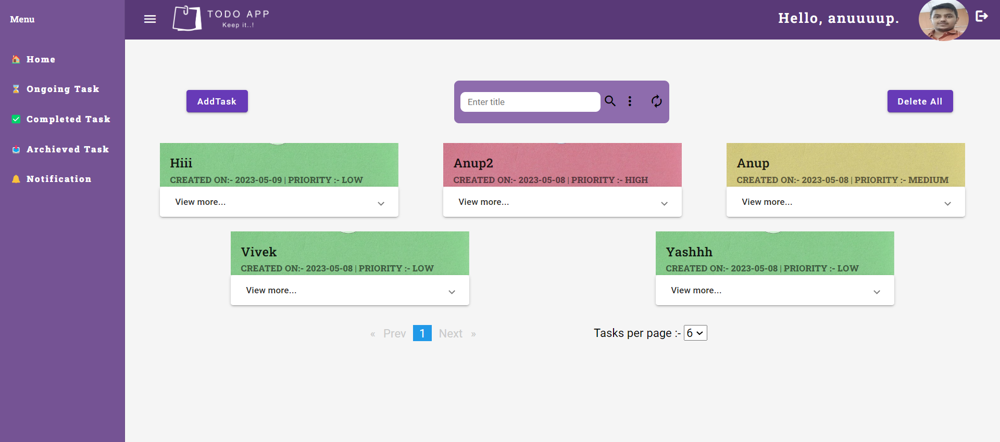 Menu
TODO APP
Keep it..!
Hello, anuuuup.
Home
Ongoing Task
Completed Task
Archieved Task
Notification
AddTask
Enter title
Delete All
Hiii
CREATED ON:- 2023-05-09 | PRIORITY :- LOW
View more...
Anup2
CREATED ON:- 2023-05-08 | PRIORITY :- HIGH
View more...
Anup
CREATED ON:- 2023-05-08 | PRIORITY :- MEDIUM
View more...
Vivek
CREATED ON:- 2023-05-08 | PRIORITY :- LOW
View more...
Yashhh
CREATED ON:- 2023-05-08 | PRIORITY :- LOW
View more...
« Prev 1 Next »
Tasks per page :- 6